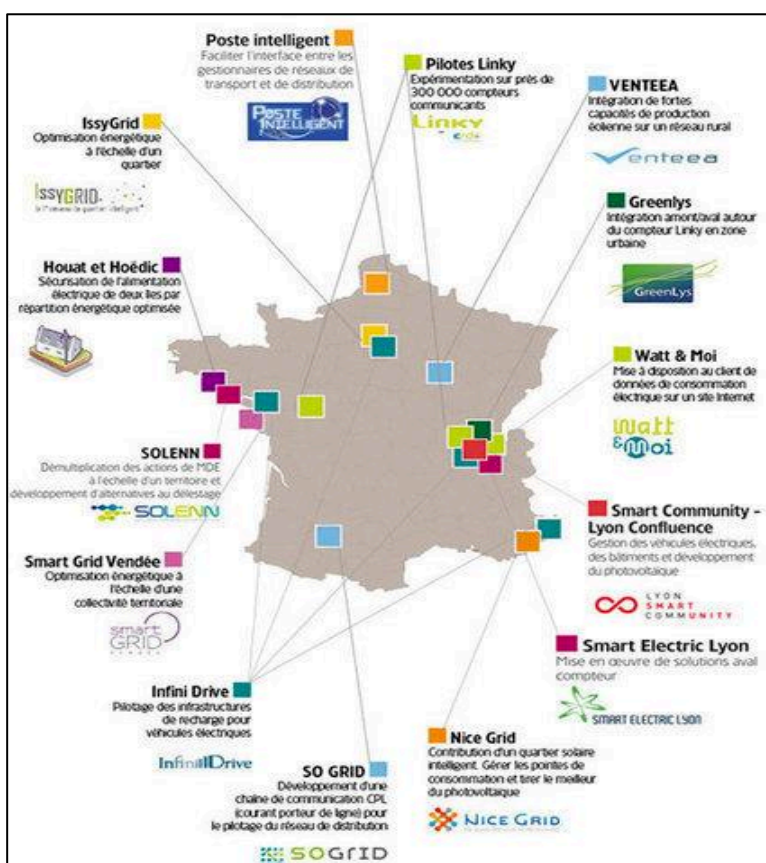 Poste intelligent
Faciliter l'interface entre les
gestionnaires de réseaux de
transport et de distribution
POSTE
INTELLIGENT
Pilotes Linky
Expérimentation sur près de
300 000 compteurs
communicants
Linky
VENTEEA
Intégration de fortes
capacités de production
éolienne sur un réseau rural
Venteea
IssyGrid
Optimisation énergétique
à l'échelle d'un
quartier
ISSYGRID
Greenlys
Intégration amont/aval autour
du compteur Linky en zone
urbaine
GREENLYS
Houat et Hoëdic
Sécurisation de l'alimentation
électrique de deux îles par
répartition énergétique optimisée
Watt & Moi
Mise à disposition au client de
données de consommation
électrique sur un site Internet
watt
& moi
SOLENN
Démultiplication des actions de MDE
à l'échelle d'un territoire et
développement d'alternatives au délestage
SOLENN
Smart Community -
Lyon Confluence
Gestion des véhicules électriques,
des bâtiments et développement
du photovoltaïque
LYON
SMART
COMMUNITY
Smart Grid Vendée
Optimisation énergétique à
l'échelle d'une
collectivité territoriale
smart
GRID
VENDÉE
Smart Electric Lyon
Mise en œuvre de solutions aval
compteur
SMART ELECTRIC LYON
Infini Drive
Pilotage des infrastructures
de recharge pour
véhicules électriques
InfiniDrive
SO GRID
Développement d'une
chaîne de communication CPL
(courant porteur de ligne) pour
le pilotage du réseau de distribution
SOGRID
Nice Grid
Contribution d'un quartier solaire
intelligent. Gérer les pointes de
consommation et tirer le meilleur
du photovoltaïque
NICE GRID